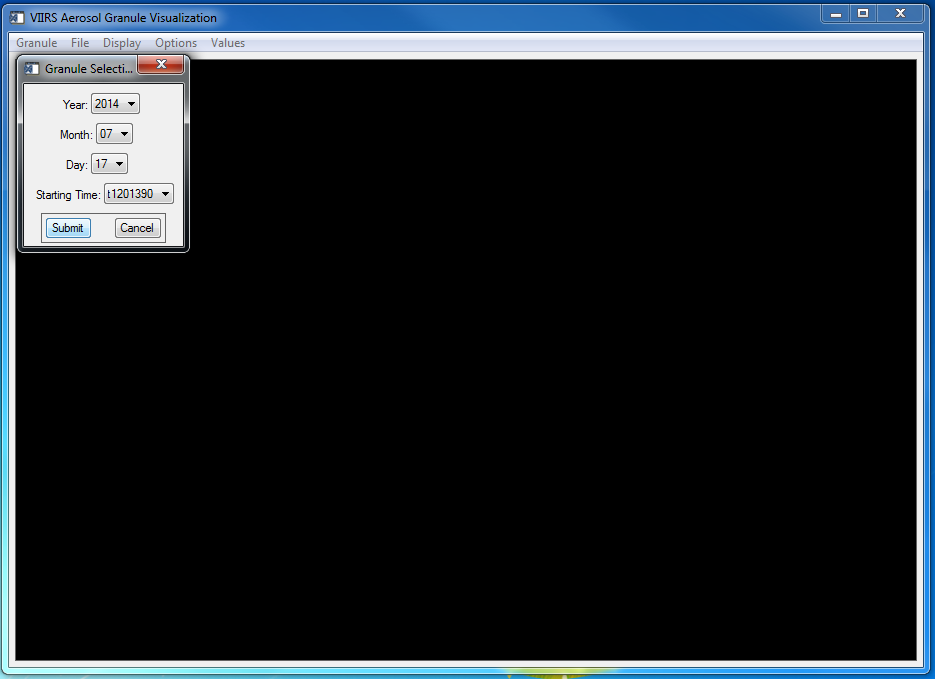 VIIRS Aerosol Granule Visualization
Granule File Display Options Values
Granule Selecti...
Year: 2014
Month: 07
Day: 17
Starting Time: t1201390
Submit Cancel